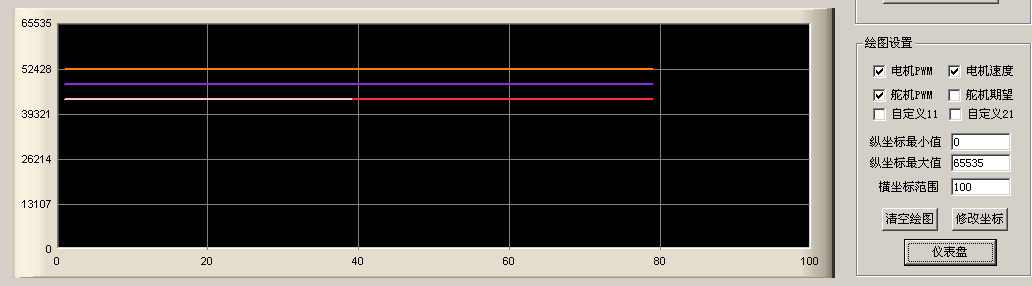 65535
52428
39321
26214
13107
0
0 20 40 60 80 100
绘图设置
电机PWM 电机速度
舵机PWM 舵机期望
自定义11 自定义21
纵坐标最小值 0
纵坐标最大值 65535
横坐标范围 100
清空绘图 修改坐标
仪表盘